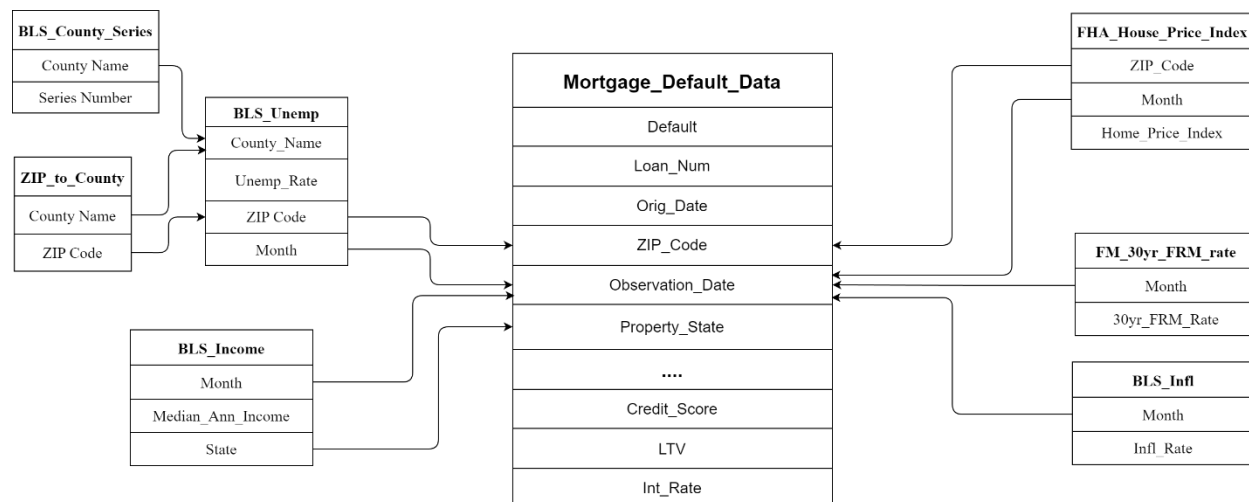 BLS_County_Series
County Name
Series Number
BLS_Unemp
County_Name
Unemp_Rate
ZIP Code
Month
ZIP_to_County
County Name
ZIP Code
BLS_Income
Month
Median_Ann_Income
State
Mortgage_Default_Data
Default
Loan_Num
Orig_Date
ZIP_Code
Observation_Date
Property_State
....
Credit_Score
LTV
Int_Rate
FHA_House_Price_Index
ZIP_Code
Month
Home_Price_Index
FM_30yr_FRM_rate
Month
30yr_FRM_Rate
BLS_Infl
Month
Infl_Rate